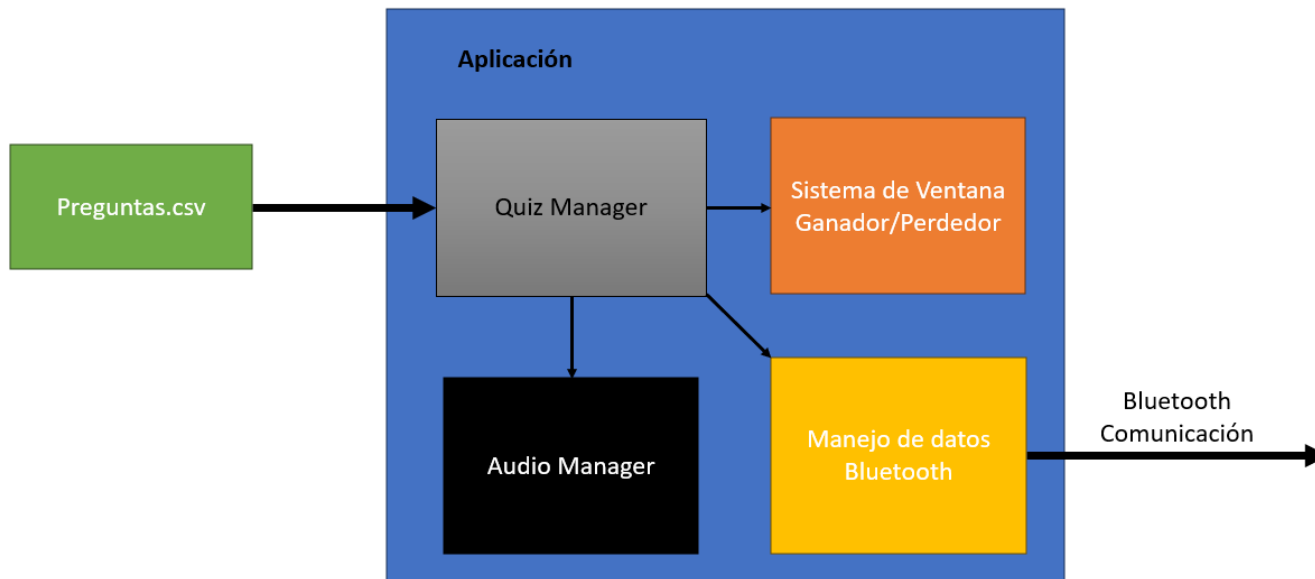 Aplicación
Preguntas.csv
Quiz Manager
Sistema de Ventana
Ganador/Perdedor
Audio Manager
Manejo de datos
Bluetooth
Bluetooth
Comunicación